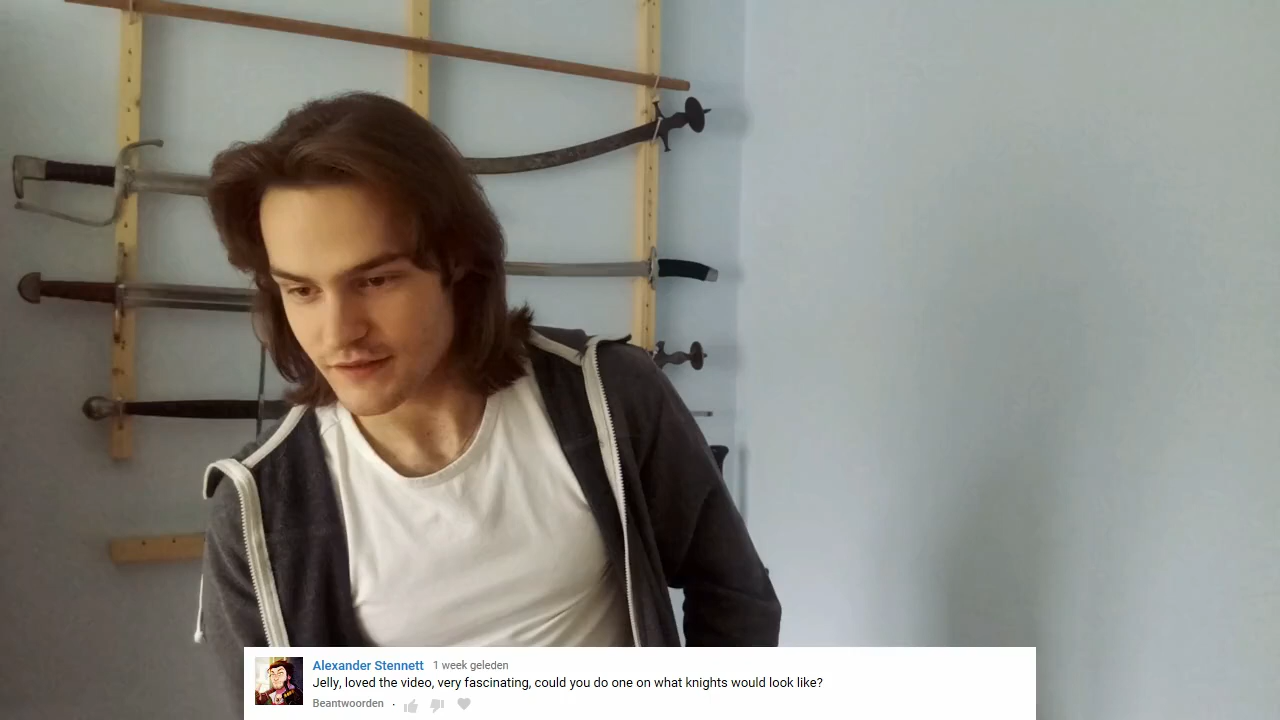 Alexander Stennett 1 week geleden
Jelly, loved the video, very fascinating, could you do one on what knights would look like?
Beantwoorden